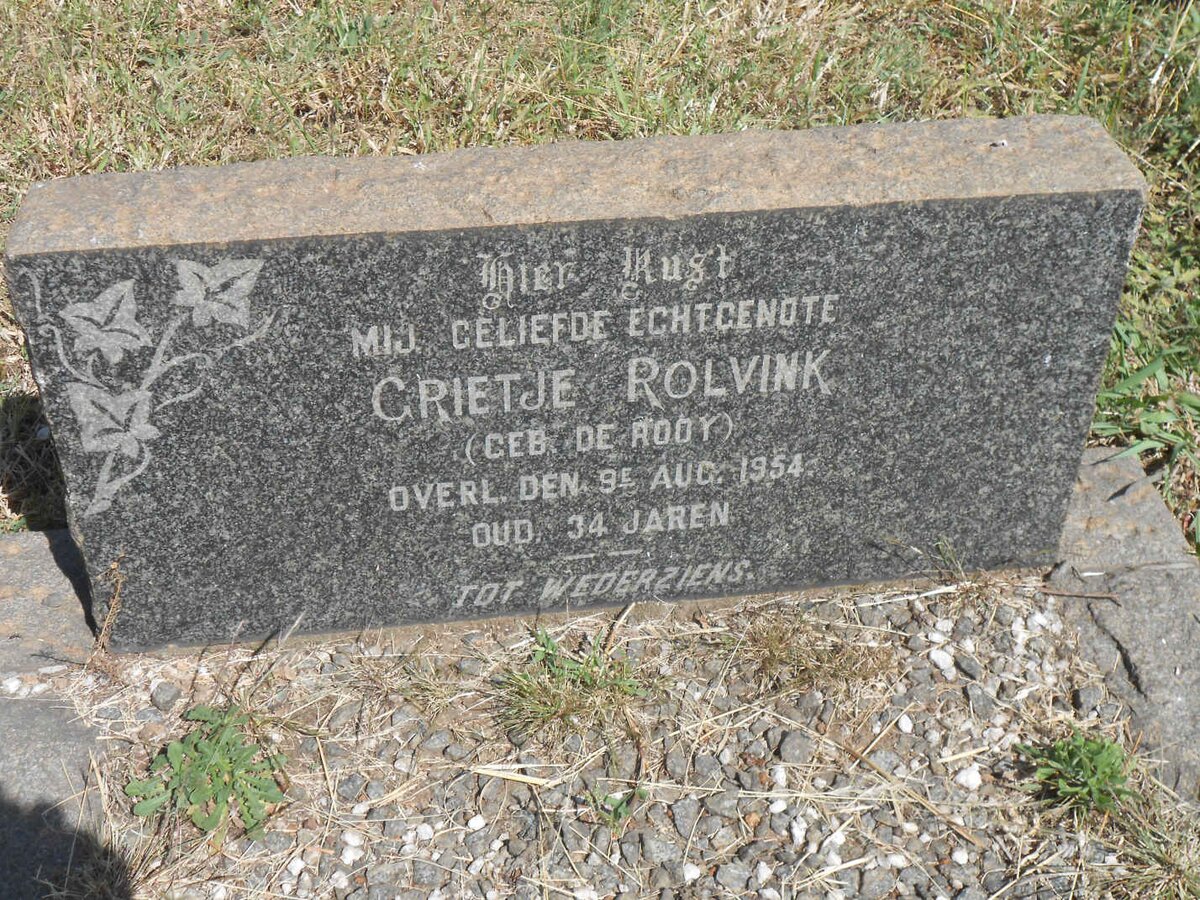 Hier Rust
MIJ. GELIEFDE ECHTGENOTE
GRIETJE ROLVINK
(GEB. DE ROOY)
OVERL. DEN. 9E AUG. 1954.
OUD. 34 JAREN
TOT WEDERZIENS.